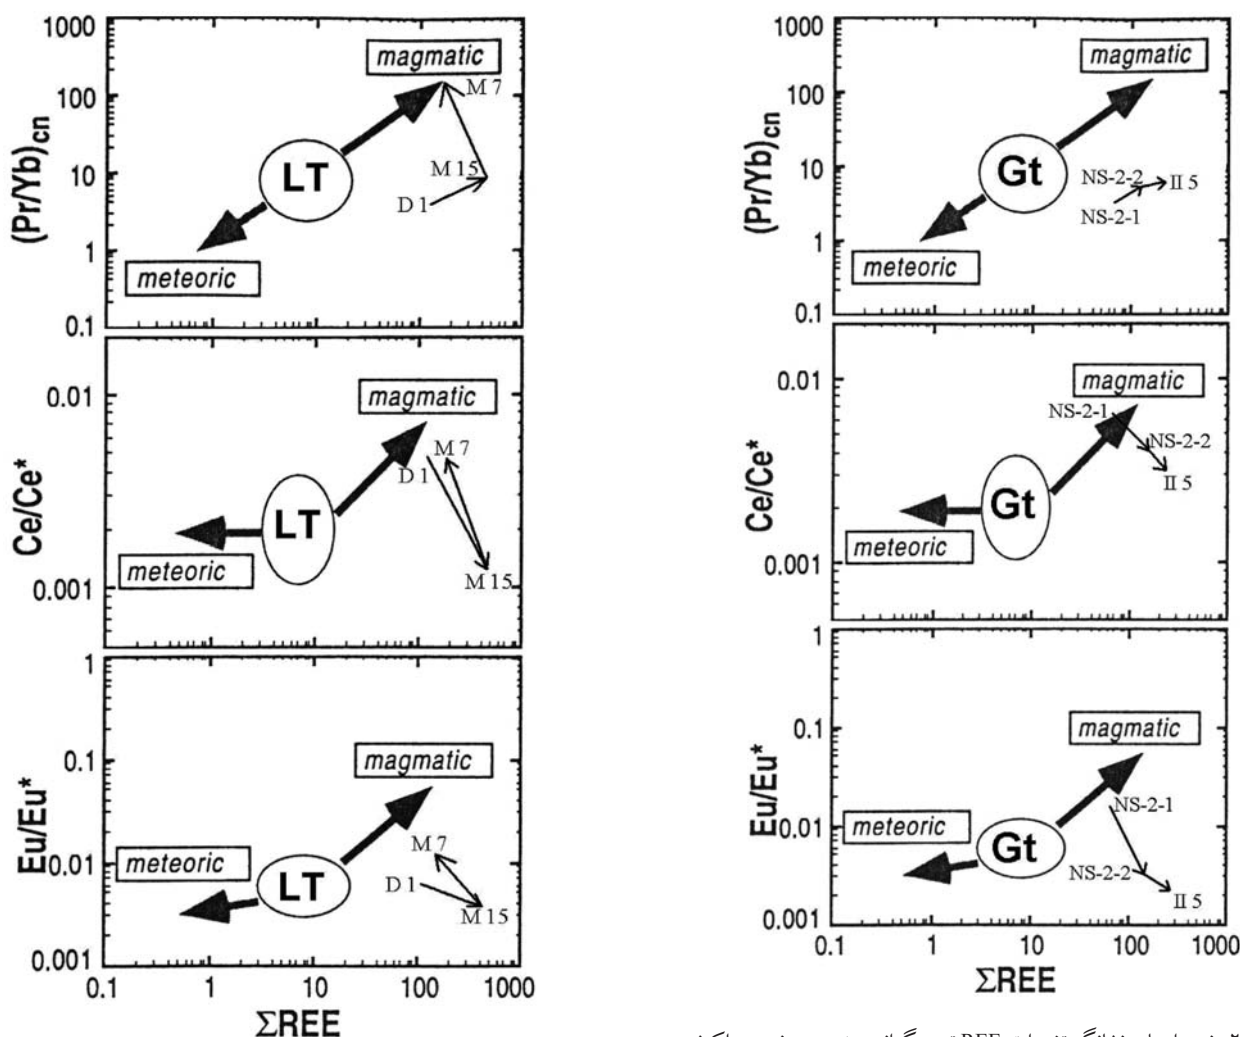 1000
100
10
1
0.1
(Pr/Yb)cn
magmatic
M 7
M 15
D 1
LT
meteoric
0.01
0.001
Ce/Ce*
magmatic
M 7
D 1
LT
meteoric
M 15
1
0.1
0.01
0.001
Eu/Eu*
magmatic
M 7
meteoric
D 1
LT
M 15
0.1 1 10 100 1000
ΣREE
1000
100
10
1
0.1
(Pr/Yb)cn
magmatic
Gt
NS-2-2
II 5
NS-2-1
meteoric
0.01
0.001
Ce/Ce*
magmatic
NS-2-1
NS-2-2
II 5
Gt
meteoric
1
0.1
0.01
0.001
Eu/Eu*
magmatic
NS-2-1
meteoric
Gt
NS-2-2
II 5
0.1 1 10 100 1000
ΣREE
REE